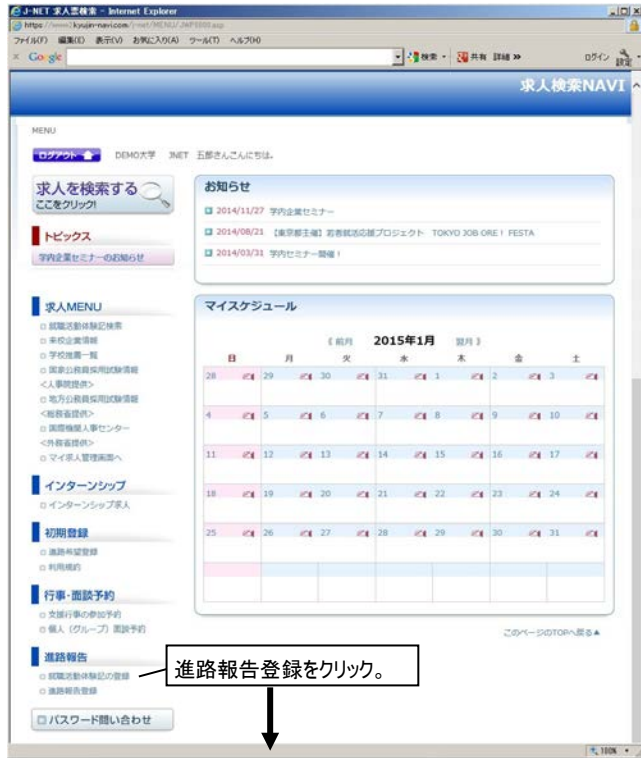 J-NET 求人票検索 - Internet Explorer
https://www.kyujin-navi.com/j-net/MENU/JWP1000.asp
ファイル(F) 編集(E) 表示(V) お気に入り(A) ツール(T) ヘルプ(H)
× Google 検索 共有 詳細 » ログイン 設定
求人検索NAVI
MENU
ログアウト DEMO大学 JNET 五郎さんこんにちは。
求人を検索する
ここをクリック!
トピックス
学内企業セミナーのお知らせ
お知らせ
2014/11/27 学内企業セミナー
2014/08/21 【東京都主催】若者就活応援プロジェクト TOKYO JOB ORE！ FESTA
2014/03/31 学内セミナー開催！
求人MENU
就職活動体験記検索
来校企業情報
学校推薦一覧
国家公務員採用試験情報
<人事院提供>
地方公務員採用試験情報
<総務省提供>
国際機関人事センター
<外務省提供>
マイ求人管理画面へ
インターンシップ
インターンシップ求人
初期登録
進路希望登録
利用規約
行事・面談予約
支援行事の参加予約
個人（グループ）面談予約
進路報告
就職活動体験記の登録
進路報告登録
パスワード問い合わせ
マイスケジュール
《 前月 2015年1月 翌月 》
日 月 火 水 木 金 土
28 29 30 31 1 2 3
4 5 6 7 8 9 10
11 12 13 14 15 16 17
18 19 20 21 22 23 24
25 26 27 28 29 30 31
このページのTOPへ戻る▲
進路報告登録をクリック。
100%